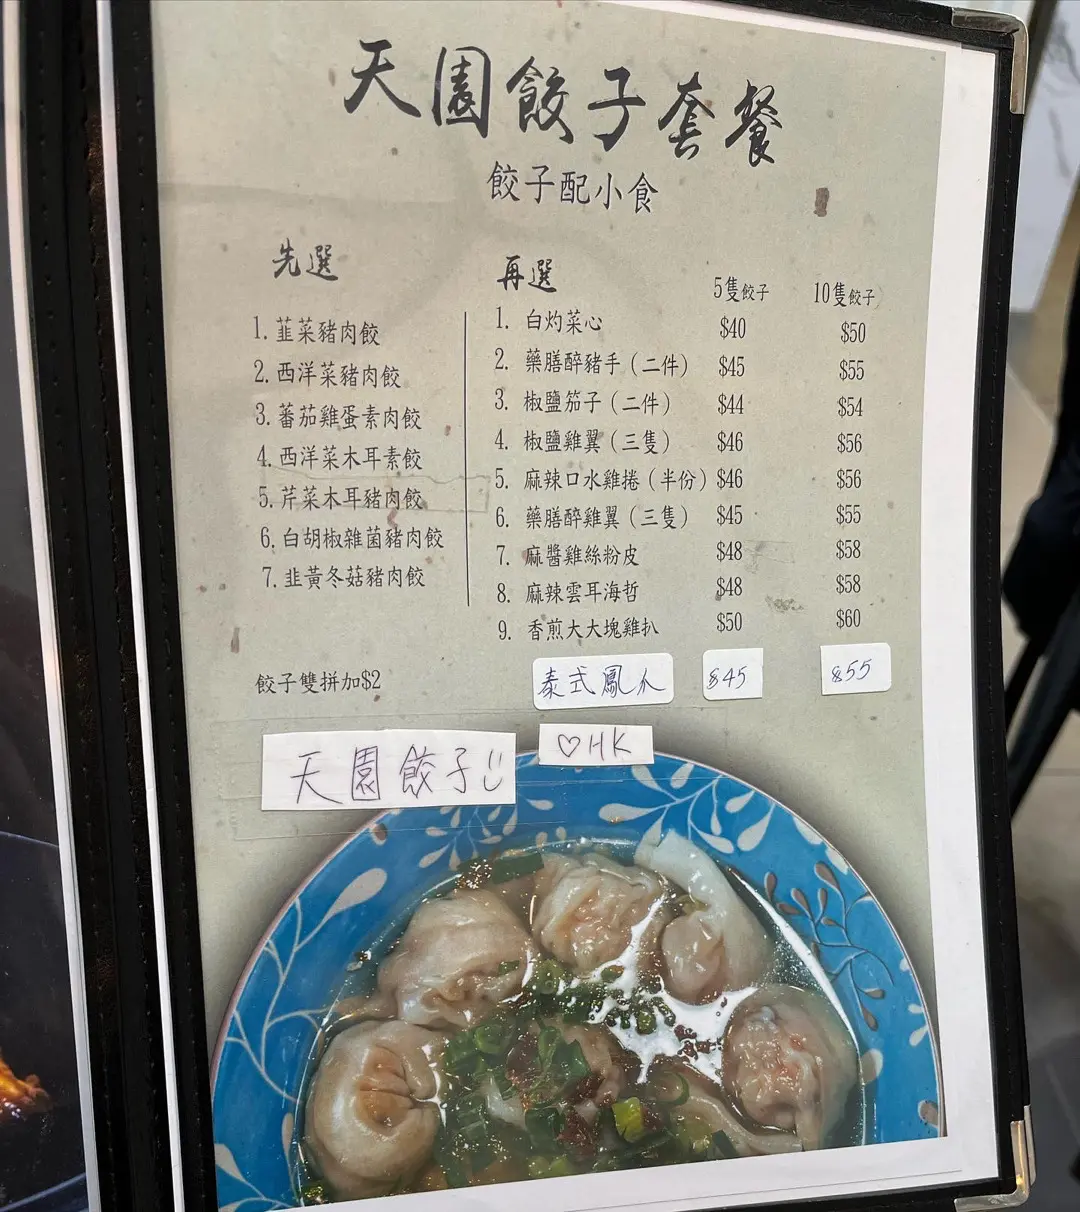 天園餃子套餐
餃子配小食
先選
1. 韮菜豬肉餃
2. 西洋菜豬肉餃
3. 蕃茄雞蛋素肉餃
4. 西洋菜木耳素餃
5. 芹菜木耳豬肉餃
6. 白胡椒雜菌豬肉餃
7. 韭黃冬菇豬肉餃
餃子雙拼加$2
再選 5隻餃子 10隻餃子
1. 白灼菜心 $40 $50
2. 藥膳醉豬手（二件） $45 $55
3. 椒鹽茄子（二件） $44 $54
4. 椒鹽雞翼（三隻） $46 $56
5. 麻辣口水雞捲（半份） $46 $56
6. 藥膳醉雞翼（三隻） $45 $55
7. 麻醬雞絲粉皮 $48 $58
8. 麻辣雲耳海哲 $48 $58
9. 香煎大大塊雞扒 $50 $60
泰式鳳爪 $45 $55
天園餃子
♡HK